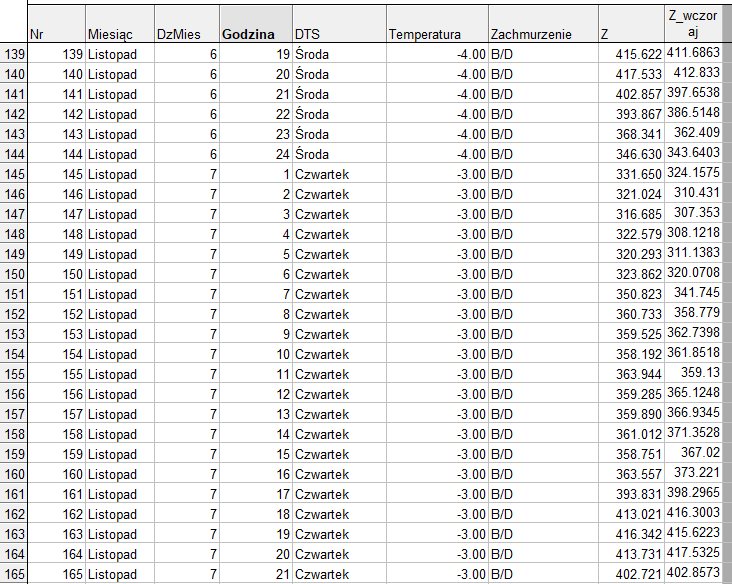 Nr Miesiąc DzMies Godzina DTS Temperatura Zachmurzenie Z Z_wczoraj
139 139 Listopad 6 19 Środa -4.00 B/D 415.622 411.6863
140 140 Listopad 6 20 Środa -4.00 B/D 417.533 412.833
141 141 Listopad 6 21 Środa -4.00 B/D 402.857 397.6538
142 142 Listopad 6 22 Środa -4.00 B/D 393.867 386.5148
143 143 Listopad 6 23 Środa -4.00 B/D 368.341 362.409
144 144 Listopad 6 24 Środa -4.00 B/D 346.630 343.6403
145 145 Listopad 7 1 Czwartek -3.00 B/D 331.650 324.1575
146 146 Listopad 7 2 Czwartek -3.00 B/D 321.024 310.431
147 147 Listopad 7 3 Czwartek -3.00 B/D 316.685 307.353
148 148 Listopad 7 4 Czwartek -3.00 B/D 322.579 308.1218
149 149 Listopad 7 5 Czwartek -3.00 B/D 320.293 311.1383
150 150 Listopad 7 6 Czwartek -3.00 B/D 323.862 320.0708
151 151 Listopad 7 7 Czwartek -3.00 B/D 350.823 341.745
152 152 Listopad 7 8 Czwartek -3.00 B/D 360.733 358.779
153 153 Listopad 7 9 Czwartek -3.00 B/D 359.525 362.7398
154 154 Listopad 7 10 Czwartek -3.00 B/D 358.192 361.8518
155 155 Listopad 7 11 Czwartek -3.00 B/D 363.944 359.13
156 156 Listopad 7 12 Czwartek -3.00 B/D 359.285 365.1248
157 157 Listopad 7 13 Czwartek -3.00 B/D 359.890 366.9345
158 158 Listopad 7 14 Czwartek -3.00 B/D 361.012 371.3528
159 159 Listopad 7 15 Czwartek -3.00 B/D 358.751 367.02
160 160 Listopad 7 16 Czwartek -3.00 B/D 363.557 373.221
161 161 Listopad 7 17 Czwartek -3.00 B/D 393.831 398.2965
162 162 Listopad 7 18 Czwartek -3.00 B/D 413.021 416.3003
163 163 Listopad 7 19 Czwartek -3.00 B/D 416.342 415.6223
164 164 Listopad 7 20 Czwartek -3.00 B/D 413.731 417.5325
165 165 Listopad 7 21 Czwartek -3.00 B/D 402.721 402.8573